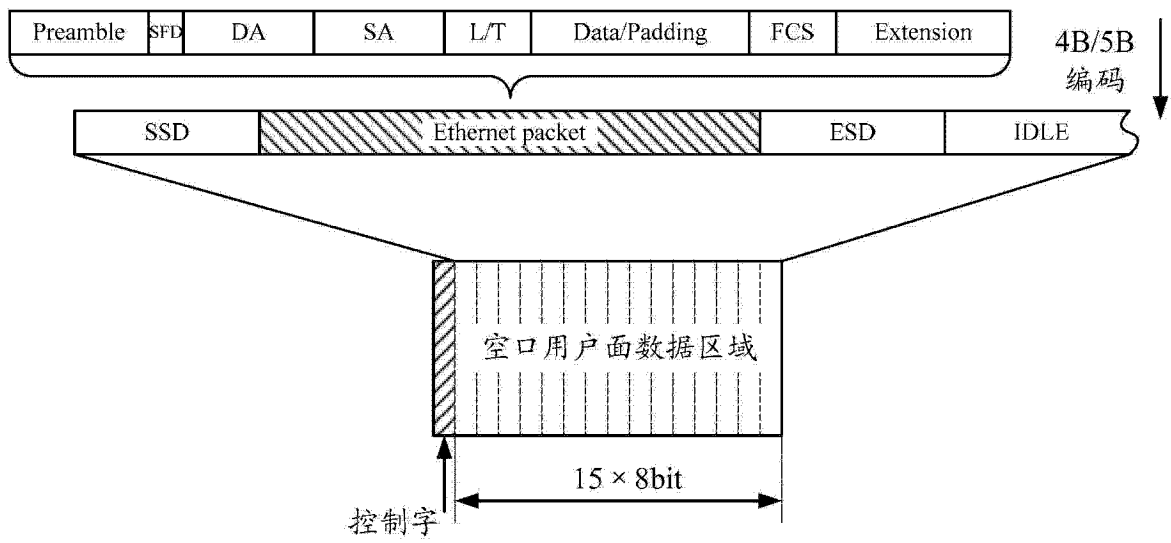 Preamble SFD DA SA L/T Data/Padding FCS Extension
4B/5B
编码
SSD Ethernet packet ESD IDLE
空口用户面数据区域
15 × 8bit
控制字